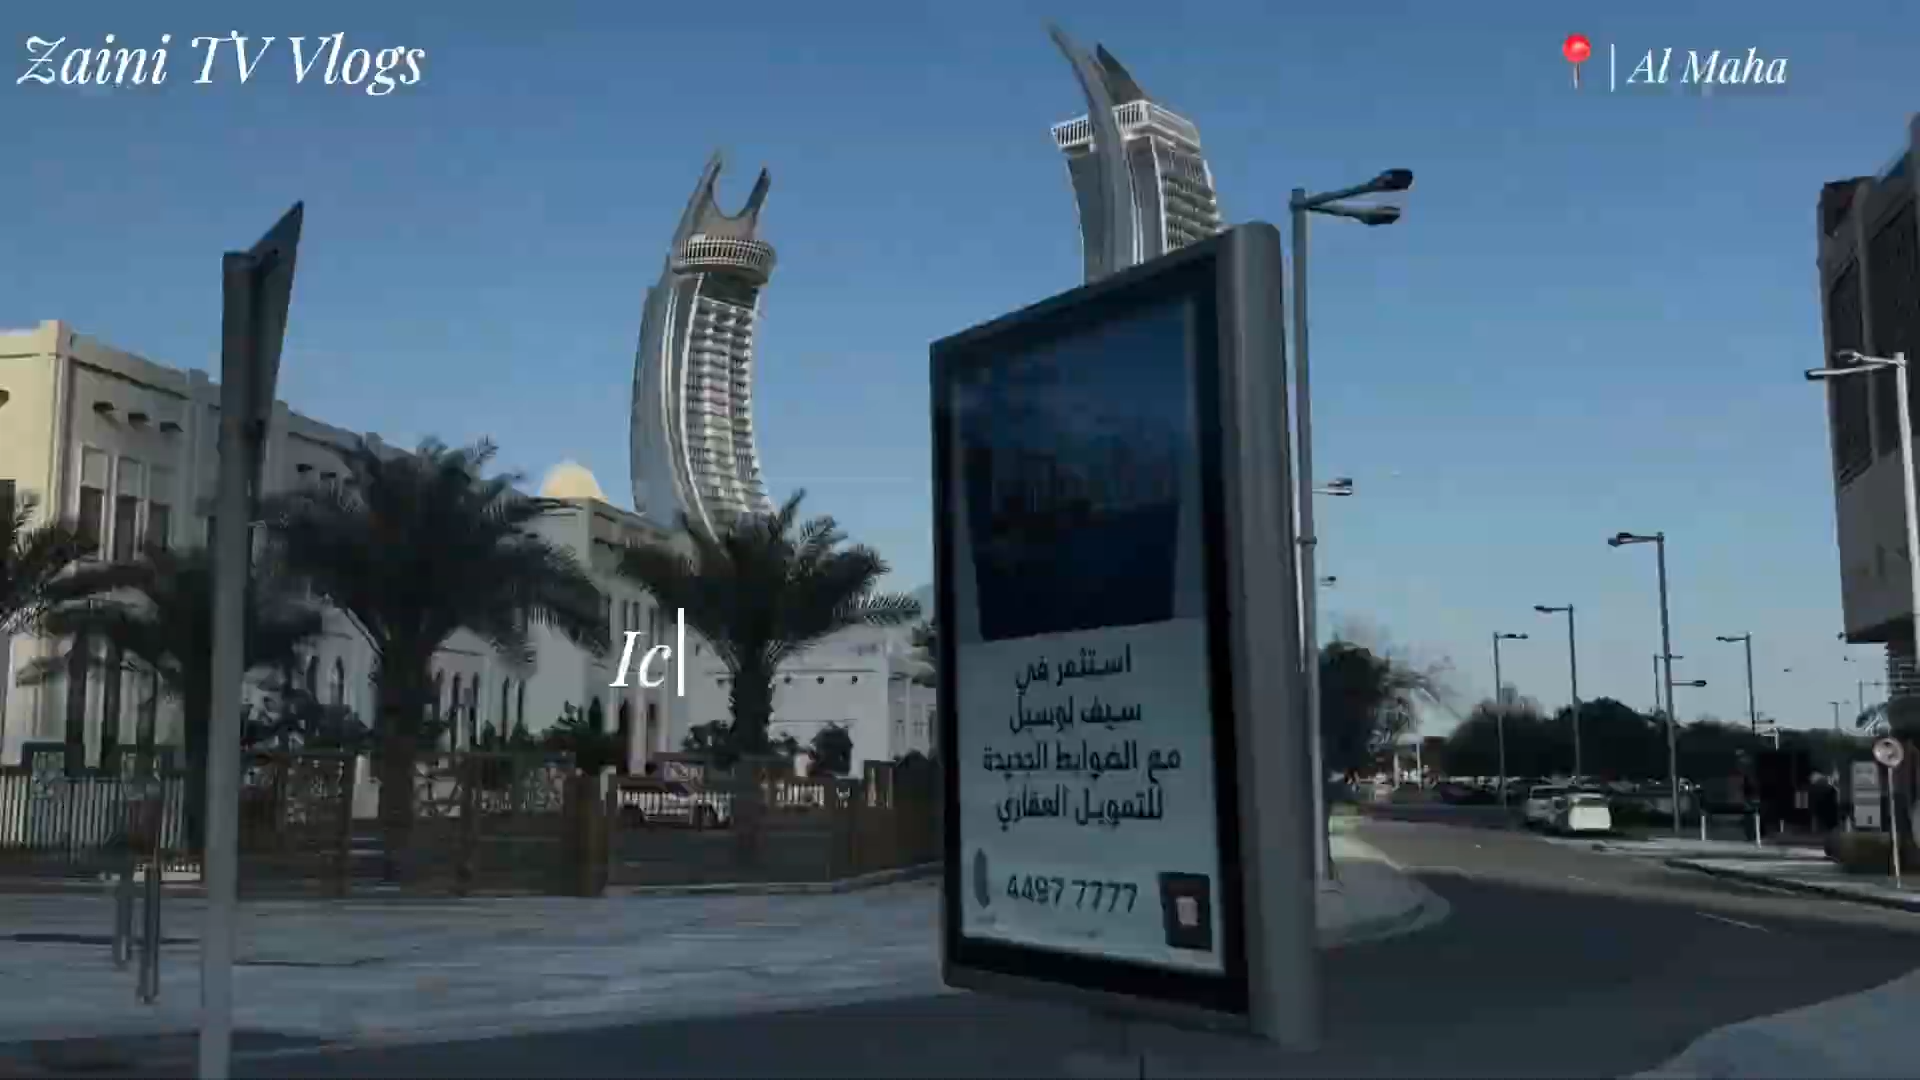 Zaini TV Vlogs
📍 | Al Maha
Ic|
استثمر في
سيف لوسيل
مع الضوابط الجديدة
للتمويل العقاري
4497 7777